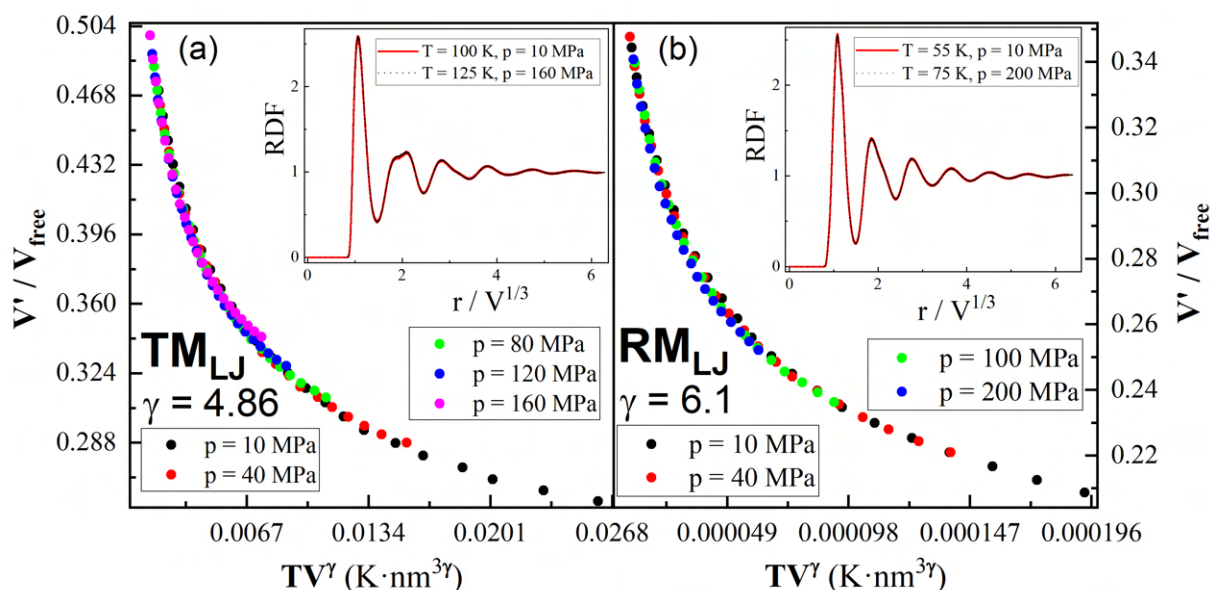 (a)
V' / V_free
0.504
0.468
0.432
0.396
0.360
0.324
0.288
T = 100 K, p = 10 MPa
T = 125 K, p = 160 MPa
RDF
2
1
0
0 2 4 6
r / V^1/3
TM_LJ
γ = 4.86
p = 80 MPa
p = 120 MPa
p = 160 MPa
p = 10 MPa
p = 40 MPa
0.0067 0.0134 0.0201 0.0268
TV^γ (K·nm^3γ)
(b)
T = 55 K, p = 10 MPa
T = 75 K, p = 200 MPa
RDF
2
1
0
0 2 4 6
r / V^1/3
RM_LJ
γ = 6.1
p = 100 MPa
p = 200 MPa
p = 10 MPa
p = 40 MPa
0.34
0.32
0.30
0.28
0.26
0.24
0.22
V' / V_free
0.000049 0.000098 0.000147 0.000196
TV^γ (K·nm^3γ)